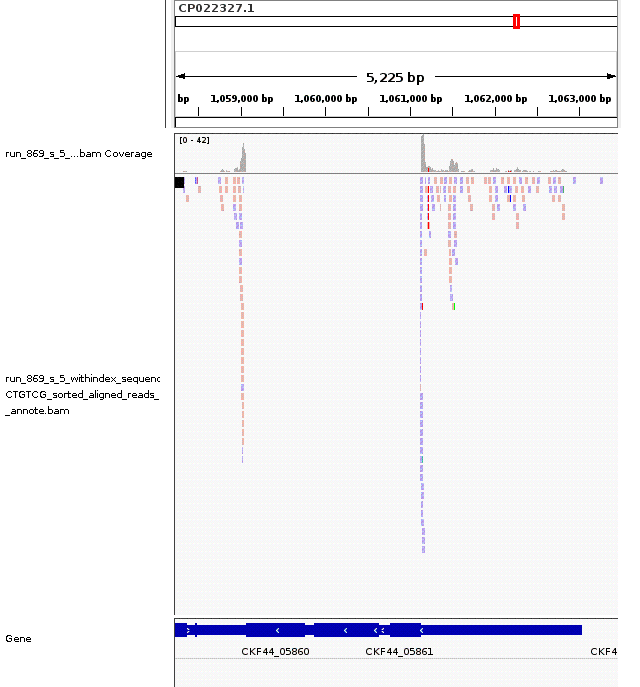 CP022327.1
5,225 bp
bp 1,059,000 bp 1,060,000 bp 1,061,000 bp 1,062,000 bp 1,063,000 bp
[0 - 42]
run_869_s_5_...bam Coverage
run_869_s_5_withindex_sequenc
CTGTCG_sorted_aligned_reads_
_annote.bam
Gene
CKF44_05860 CKF44_05861 CKF4